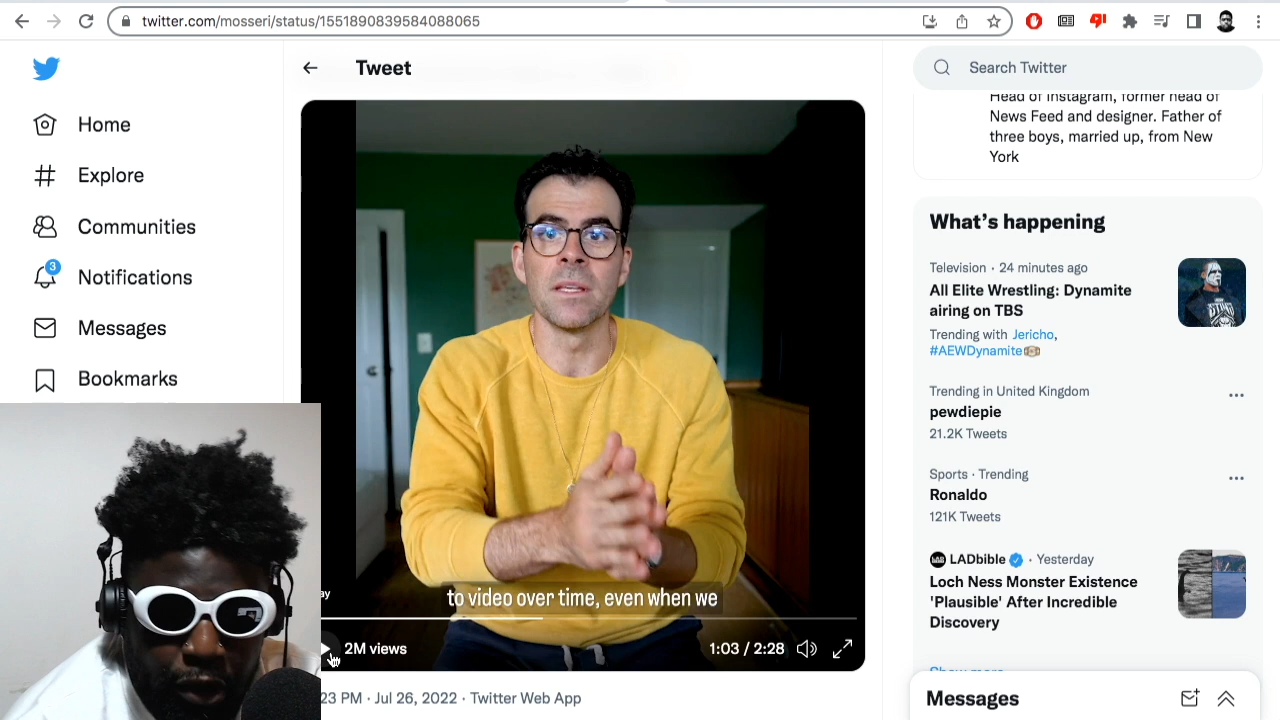 twitter.com/mosseri/status/1551890839584088065
Tweet
Search Twitter
Home
Explore
Communities
3
Notifications
Messages
Bookmarks
Head of Instagram, former head of
News Feed and designer. Father of
three boys, married up, from New
York
What's happening
Television · 24 minutes ago
All Elite Wrestling: Dynamite
airing on TBS
Trending with Jericho,
#AEWDynamite
Trending in United Kingdom
pewdiepie
21.2K Tweets
Sports · Trending
Ronaldo
121K Tweets
LADbible · Yesterday
Loch Ness Monster Existence
'Plausible' After Incredible
Discovery
Show more
Messages
to video over time, even when we
2M views
1:03 / 2:28
23 PM · Jul 26, 2022 · Twitter Web App